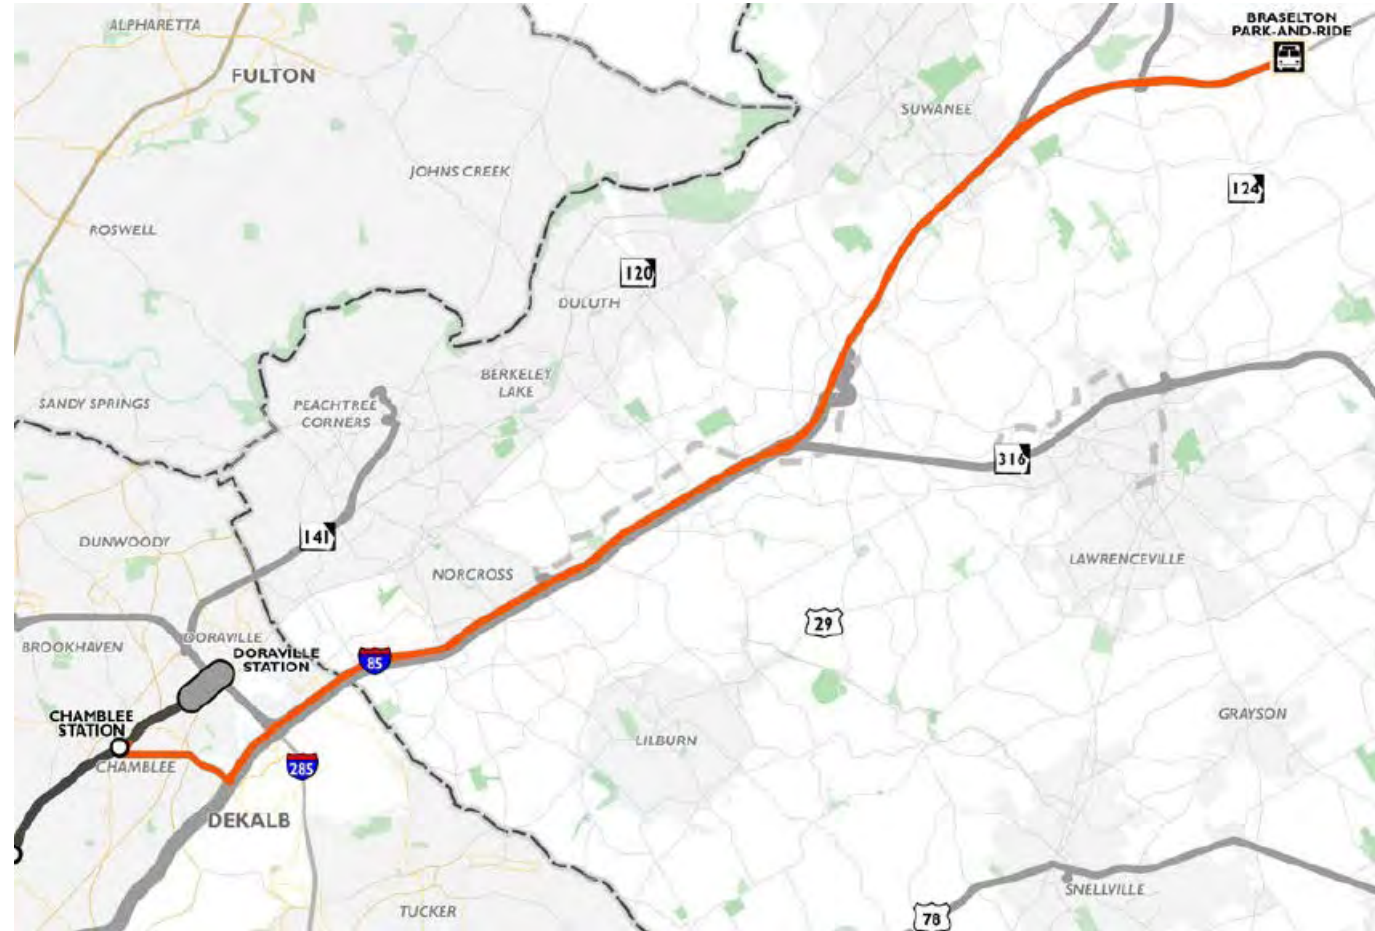 BRASELTON
PARK-AND-RIDE
ALPHARETTA
FULTON
SUWANEE
JOHNS CREEK
124
ROSWELL
120
DULUTH
BERKELEY
LAKE
SANDY SPRINGS
PEACHTREE
CORNERS
316
141
DUNWOODY
NORCROSS
LAWRENCEVILLE
29
BROOKHAVEN
DORAVILLE
DORAVILLE
STATION
85
CHAMBLEE
STATION
GRAYSON
LILBURN
CHAMBLEE
285
DEKALB
SNELLVILLE
TUCKER
78